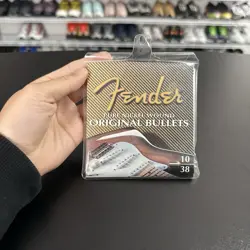 Fender
PURE NICKEL WOUND
ORIGINAL BULLETS
10
38